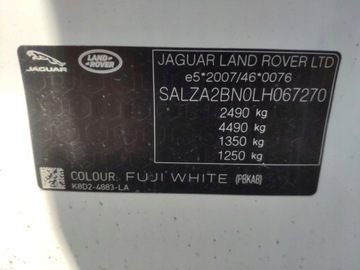 JAGUAR
LAND ROVER
JAGUAR LAND ROVER LTD
e5*2007/46*0076
SALZA2BN0LH067270
2490 kg
4490 kg
1350 kg
1250 kg
COLOUR FUJI WHITE (PBKAB)
K8D2-4883-LA